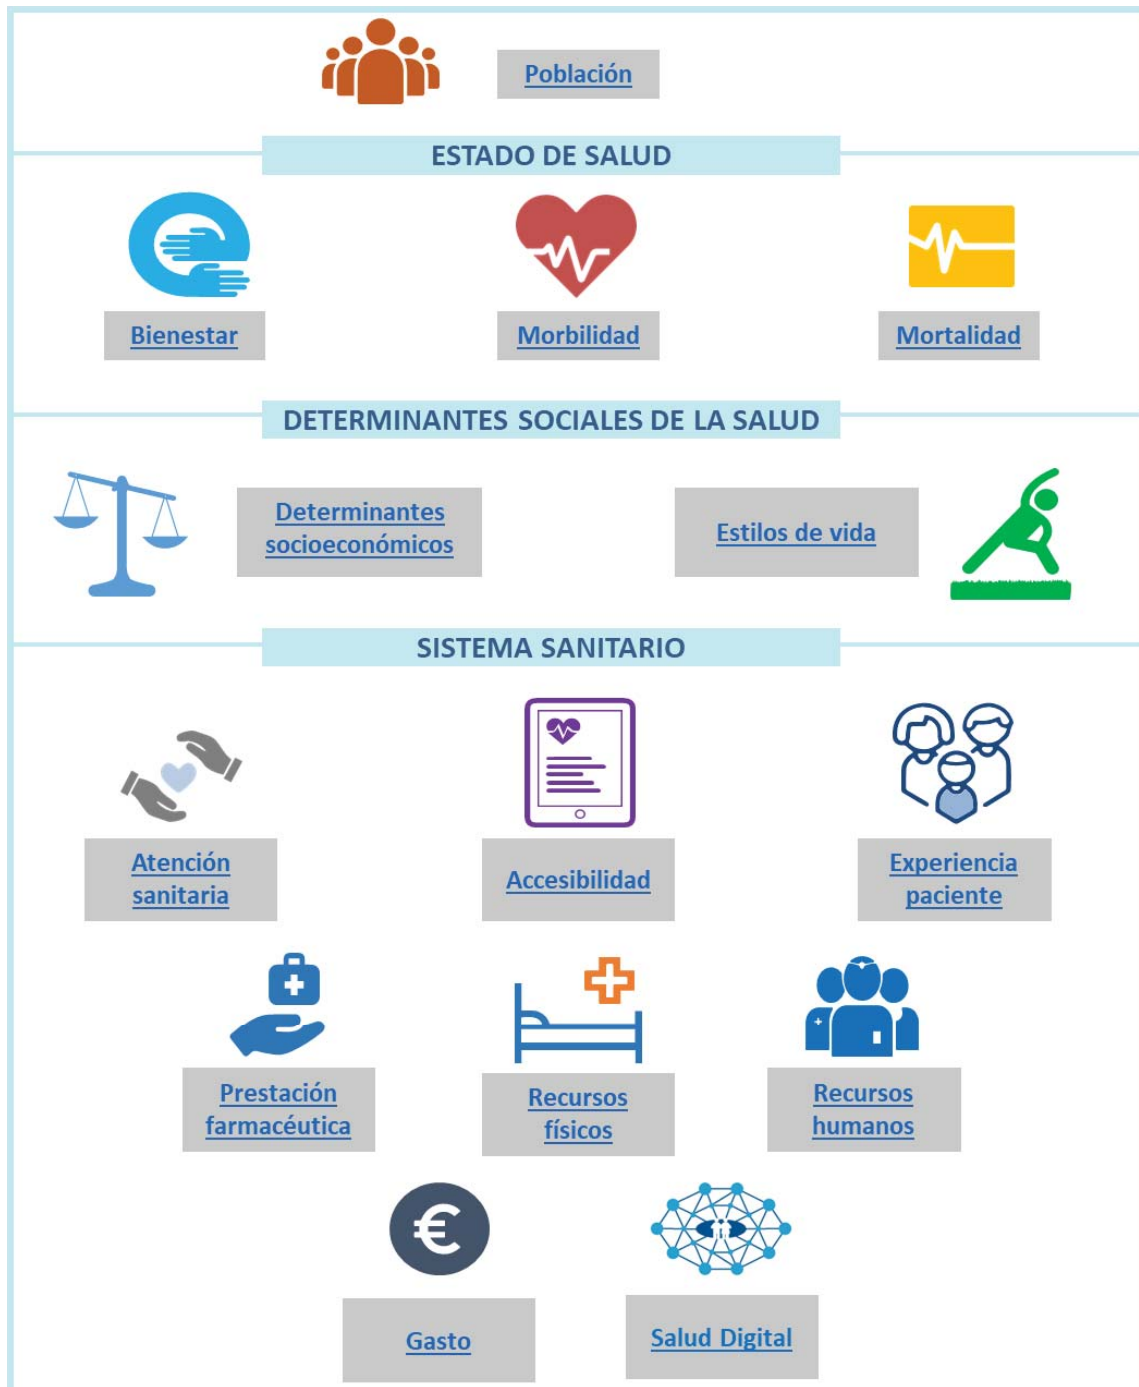 Población
ESTADO DE SALUD
Bienestar
Morbilidad
Mortalidad
DETERMINANTES SOCIALES DE LA SALUD
Determinantes
socioeconómicos
Estilos de vida
SISTEMA SANITARIO
Atención
sanitaria
Accesibilidad
Experiencia
paciente
Prestación
farmacéutica
Recursos
físicos
Recursos
humanos
€
Gasto
Salud Digital